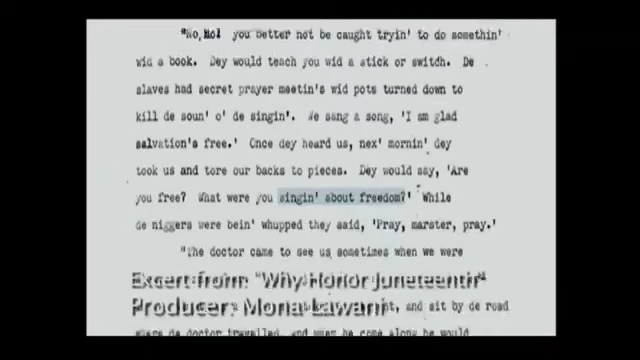 "No, No! you better not be caught tryin' to do somethin'
wid a book. Dey would teach you wid a stick or switch. De
slaves had secret prayer meetin's wid pots turned down to
kill de soun' o' de singin'. We sang a song, 'I am glad
salvation's free.' Once dey heard us, nex' mornin' dey
took us and tore our backs to pieces. Dey would say, 'Are
you free? What were you singin' about freedom?' While
de niggers were bein' whupped they said, 'Pray, marster, pray.'
"The doctor came to see us sometimes when we were
Excert from: "Why Honor Juneteenth"
Producer: Mona Lawani
, and sit by de road
where de doctor travelled, and when he come along he would